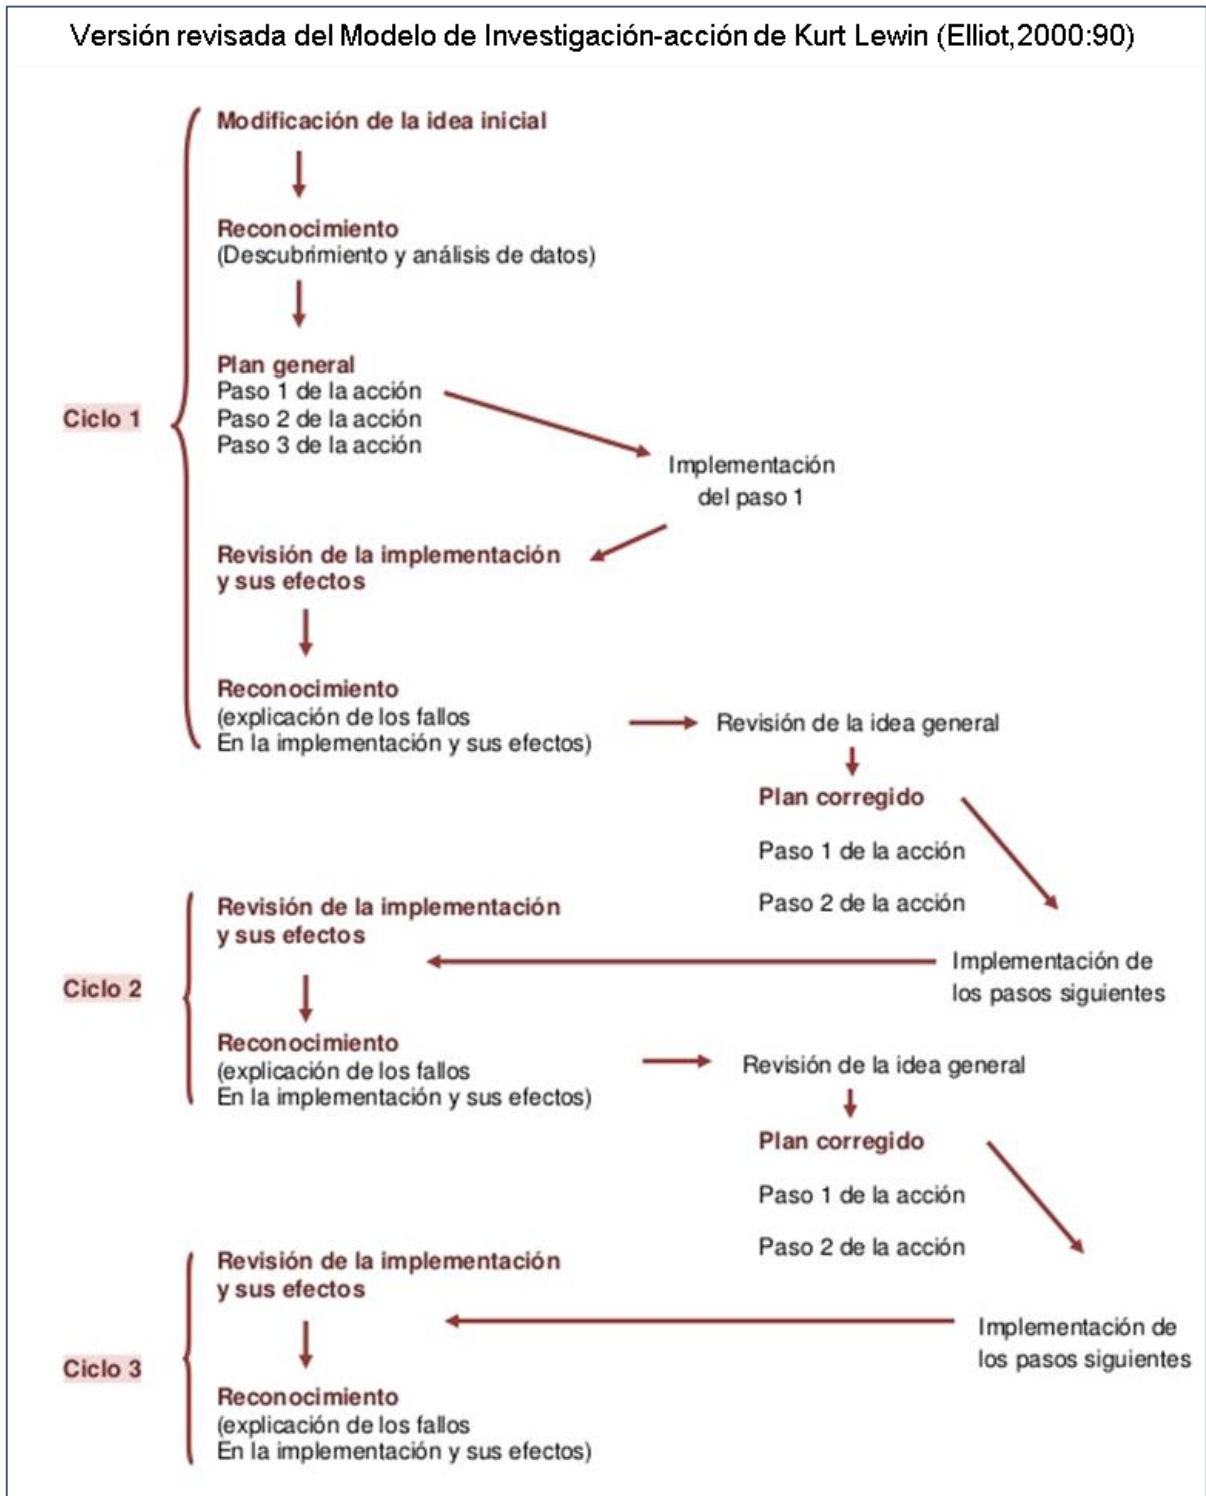 Versión revisada del Modelo de Investigación-acción de Kurt Lewin (Elliot,2000:90)
Modificación de la idea inicial
Reconocimiento
(Descubrimiento y análisis de datos)
Plan general
Paso 1 de la acción
Paso 2 de la acción
Paso 3 de la acción
Ciclo 1
Implementación
del paso 1
Revisión de la implementación
y sus efectos
Reconocimiento
(explicación de los fallos
En la implementación y sus efectos)
Revisión de la idea general
Plan corregido
Paso 1 de la acción
Paso 2 de la acción
Implementación de
los pasos siguientes
Ciclo 2
Revisión de la implementación
y sus efectos
Reconocimiento
(explicación de los fallos
En la implementación y sus efectos)
Revisión de la idea general
Plan corregido
Paso 1 de la acción
Paso 2 de la acción
Implementación de
los pasos siguientes
Ciclo 3
Revisión de la implementación
y sus efectos
Reconocimiento
(explicación de los fallos
En la implementación y sus efectos)